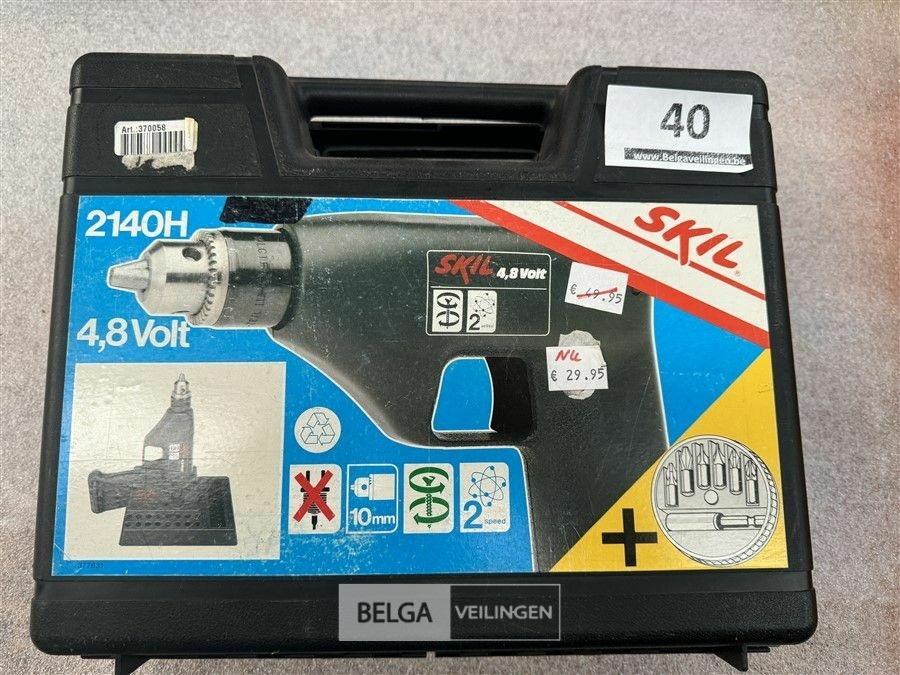 Art.:370058
40
www.Belgaveilingen.be
2140H
SKIL
SKIL 4,8 Volt
2
€ 49.95
4,8 Volt
NU
€ 29.95
10mm
2 speed
377631
BELGA VEILINGEN